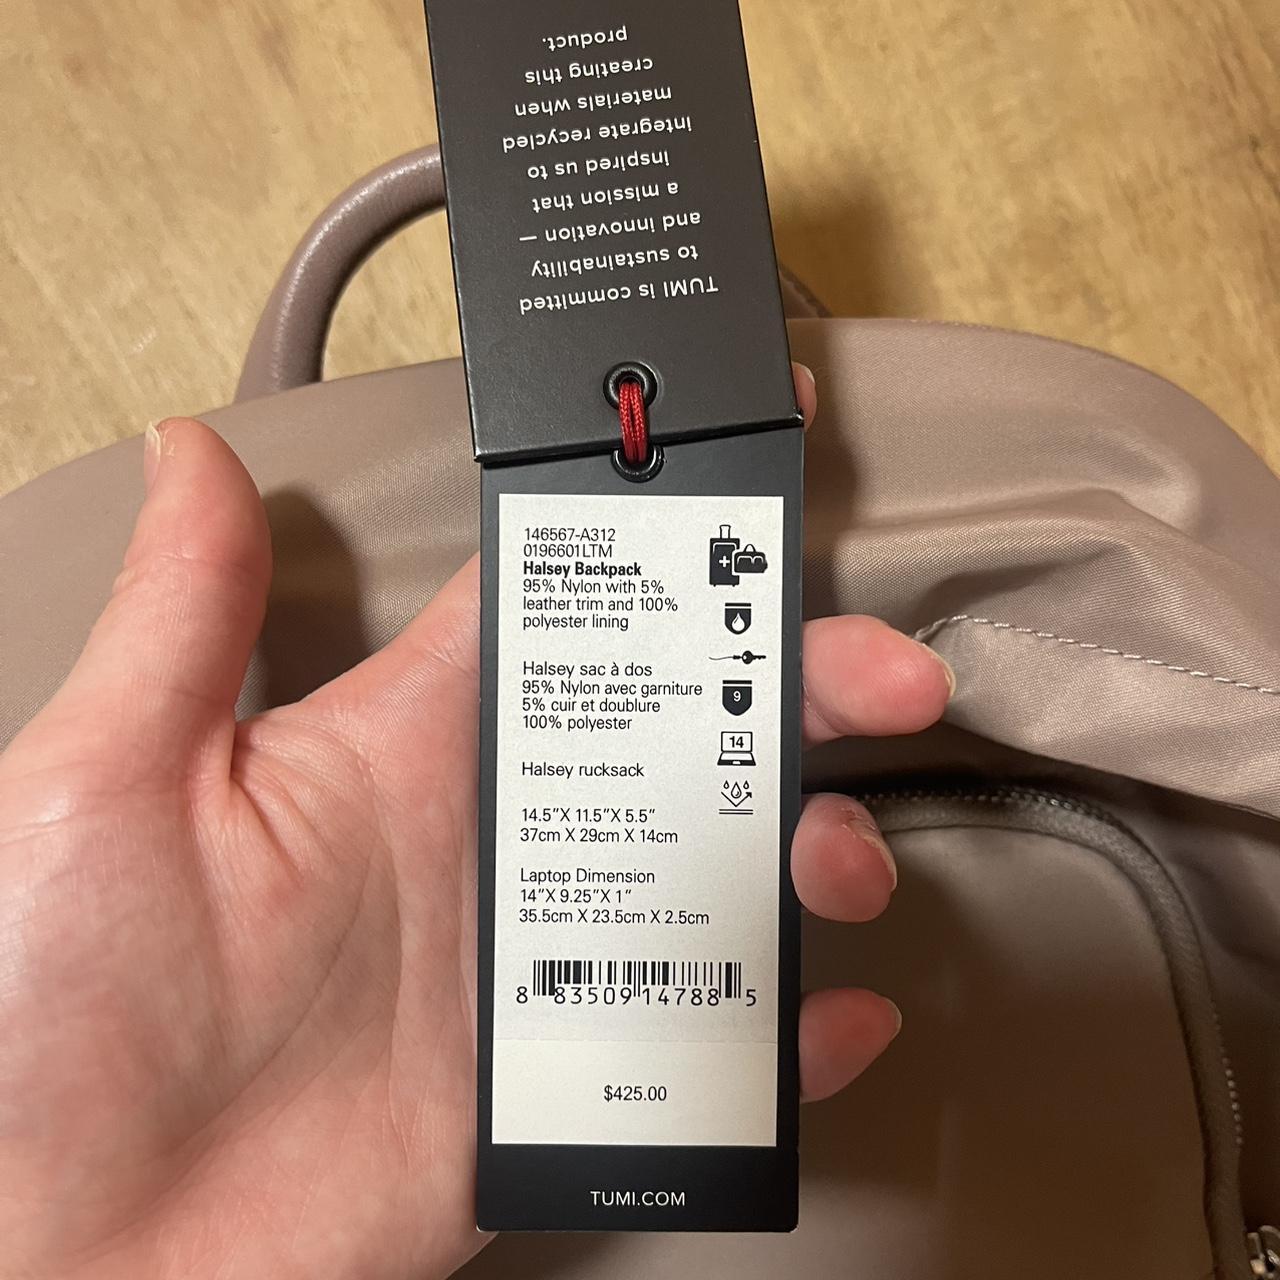 TUMI is committed
to sustainability
and innovation —
a mission that
inspired us to
integrate recycled
materials when
creating this
product.
146567-A312
0196601LTM
Halsey Backpack
95% Nylon with 5%
leather trim and 100%
polyester lining
Halsey sac à dos
95% Nylon avec garniture
5% cuir et doublure
100% polyester
Halsey rucksack
14.5"X 11.5"X 5.5"
37cm X 29cm X 14cm
Laptop Dimension
14"X 9.25"X 1"
35.5cm X 23.5cm X 2.5cm
9
14
8 83509 14788 5
$425.00
TUMI.COM